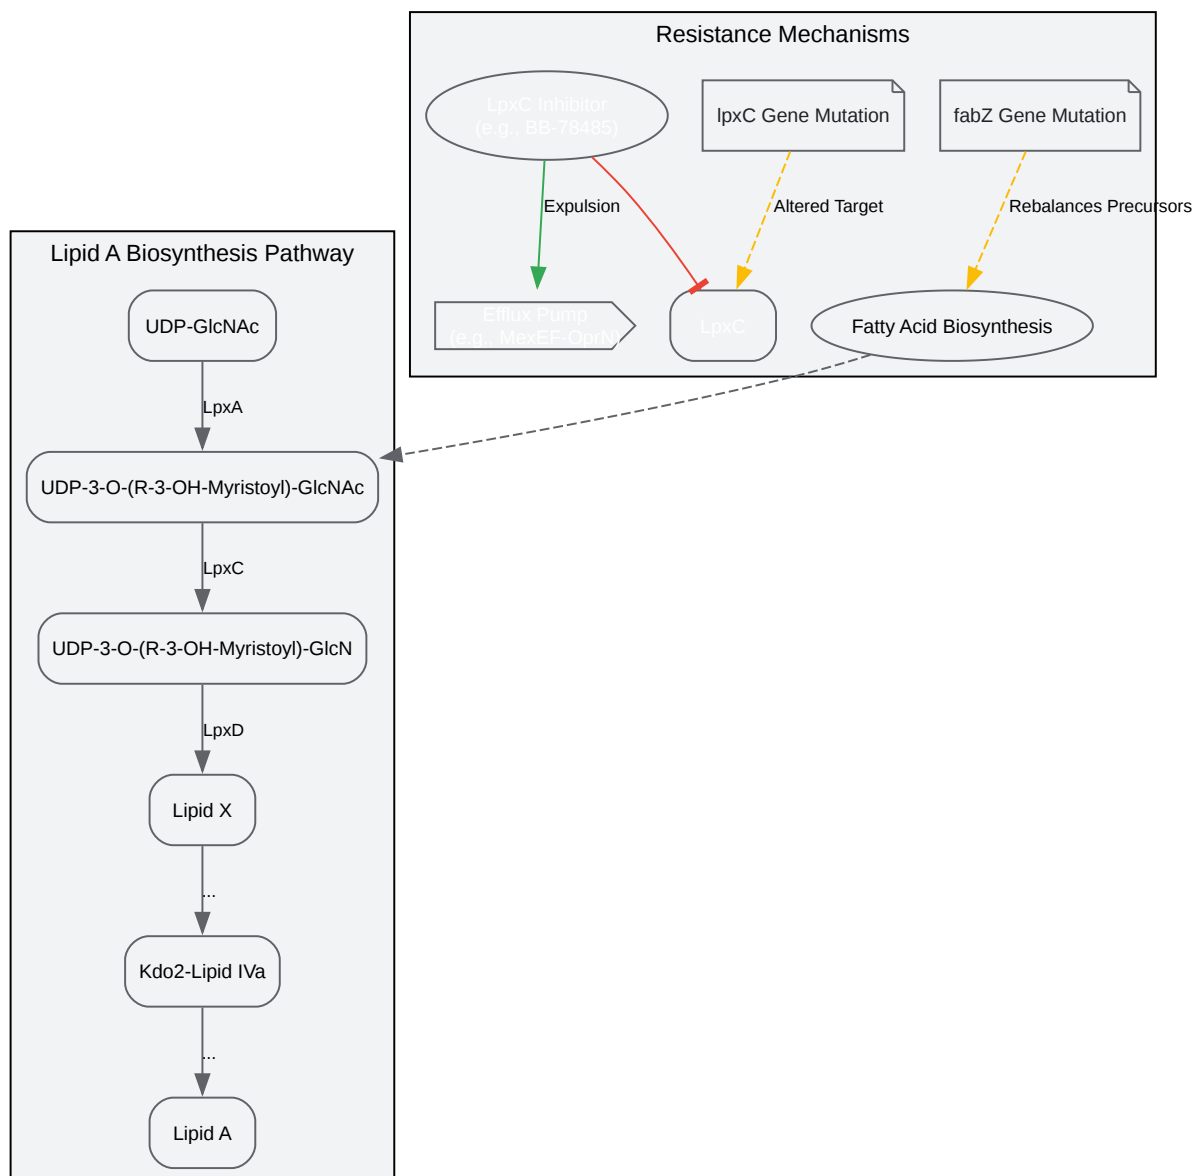 Resistance Mechanisms
LpxC Inhibitor
(e.g., BB-78485)
lpxC Gene Mutation
fabZ Gene Mutation
Expulsion
Altered Target
Rebalances Precursors
Efflux Pump
(e.g., MexEF-OprN)
LpxC
Fatty Acid Biosynthesis
Lipid A Biosynthesis Pathway
UDP-GlcNAc
LpxA
UDP-3-O-(R-3-OH-Myristoyl)-GlcNAc
LpxC
UDP-3-O-(R-3-OH-Myristoyl)-GlcN
LpxD
Lipid X
...
Kdo2-Lipid IVa
...
Lipid A